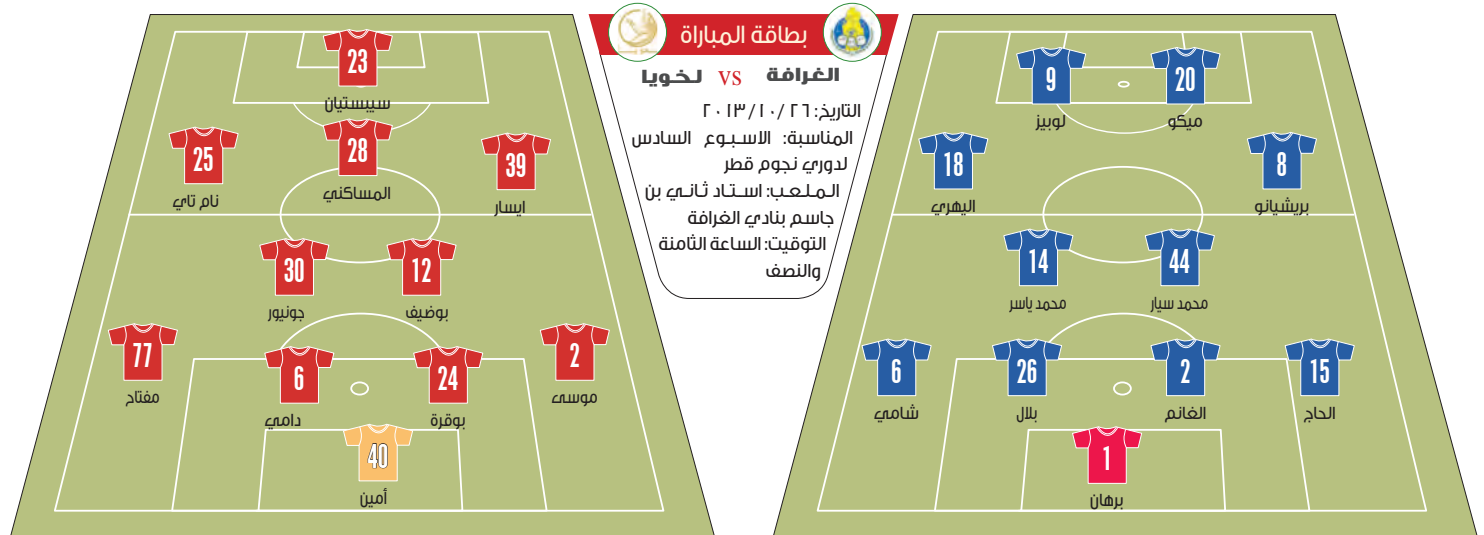 بطاقة المباراة
الغرافة VS لخويا
التاريخ: ٢٦ /١٠/ ٢٠١٣
المناسبة: الاسبوع السادس
لدوري نجوم قطر
الملعب: استاد ثاني بن
جاسم بنادي الغرافة
التوقيت: الساعة الثامنة
والنصف
20
9
ميكو
لوبيز
8
18
بريشيانو
اليهري
44
14
محمد سيار
محمد ياسر
15
2
26
6
الحاج
الغانم
بلال
شامي
1
برهان
23
سيبستيان
39
28
25
ايسار
المساكني
نام تاي
12
30
بوضيف
جونيور
2
24
6
77
موسى
بوقرة
دامي
مفتاح
40
أمين